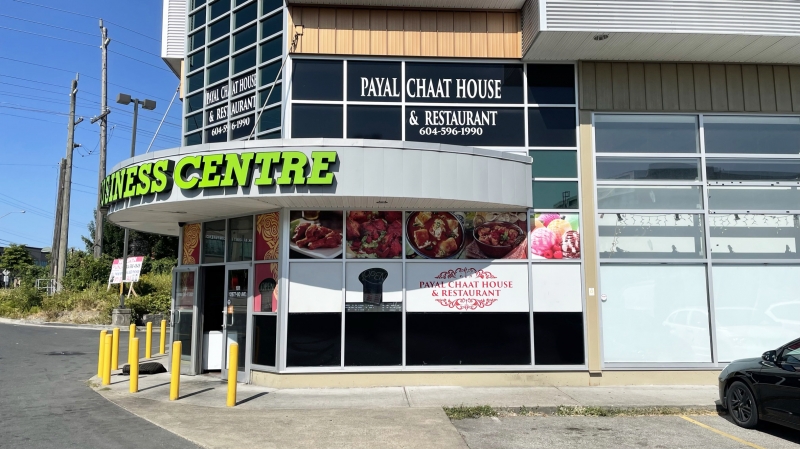 PAYAL CHAAT HOUSE
& RESTAURANT
604-596-1990
PAYAL CHAAT HOUSE
& RESTAURANT
604-596-1990
BUSINESS CENTRE
PAYAL CHAAT HOUSE
& RESTAURANT